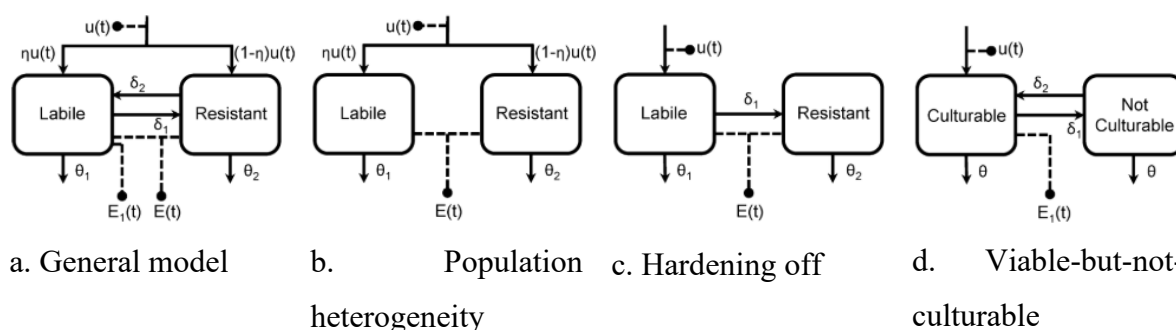 u(t) u(t)
ηu(t) (1-η)u(t) ηu(t) (1-η)u(t) u(t) u(t)
δ₂ δ₂
Labile Resistant Labile Resistant Labile δ₁ Resistant Culturable Not Culturable
δ₁ δ₁
θ₁ θ₂ θ₁ θ₂ θ₁ θ₂ θ θ
E₁(t) E(t) E(t) E(t) E₁(t)
a. General model b. Population c. Hardening off d. Viable-but-not-
heterogeneity culturable